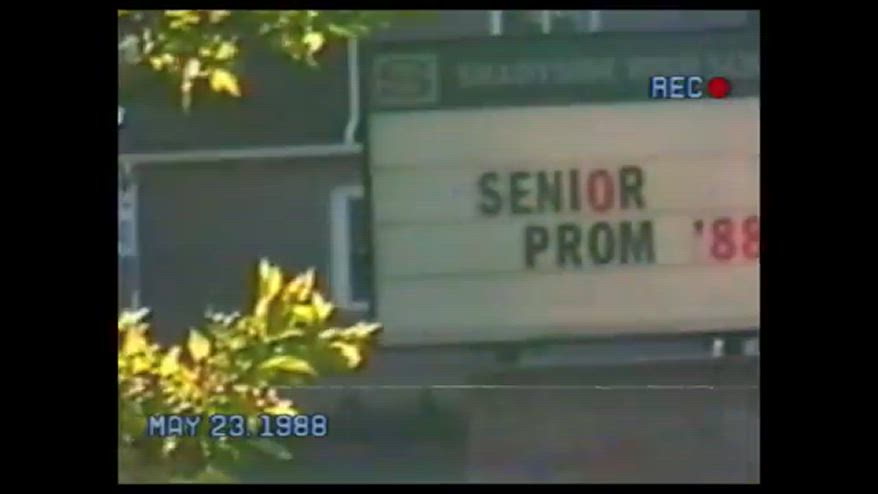 REC
SENIOR
PROM '88
MAY 23.1988